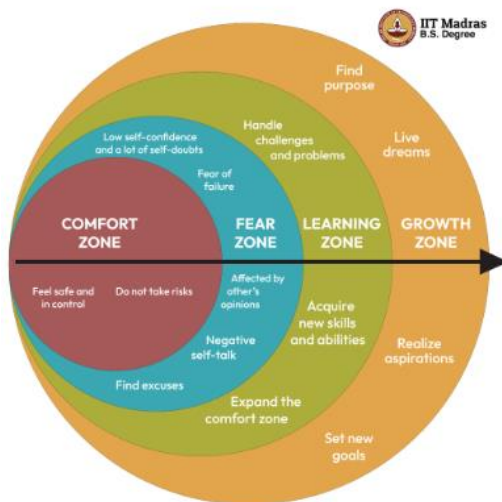 IIT Madras
B.S. Degree
Find
purpose
Handle
challenges
and problems
Live
dreams
Low self-confidence
and a lot of self-doubts
Fear of
failure
COMFORT
ZONE
FEAR
ZONE
LEARNING
ZONE
GROWTH
ZONE
Feel safe and
in control
Do not take risks
Affected by
other's
opinions
Acquire
new skills
and abilities
Negative
self-talk
Realize
aspirations
Find excuses
Expand the
comfort zone
Set new
goals